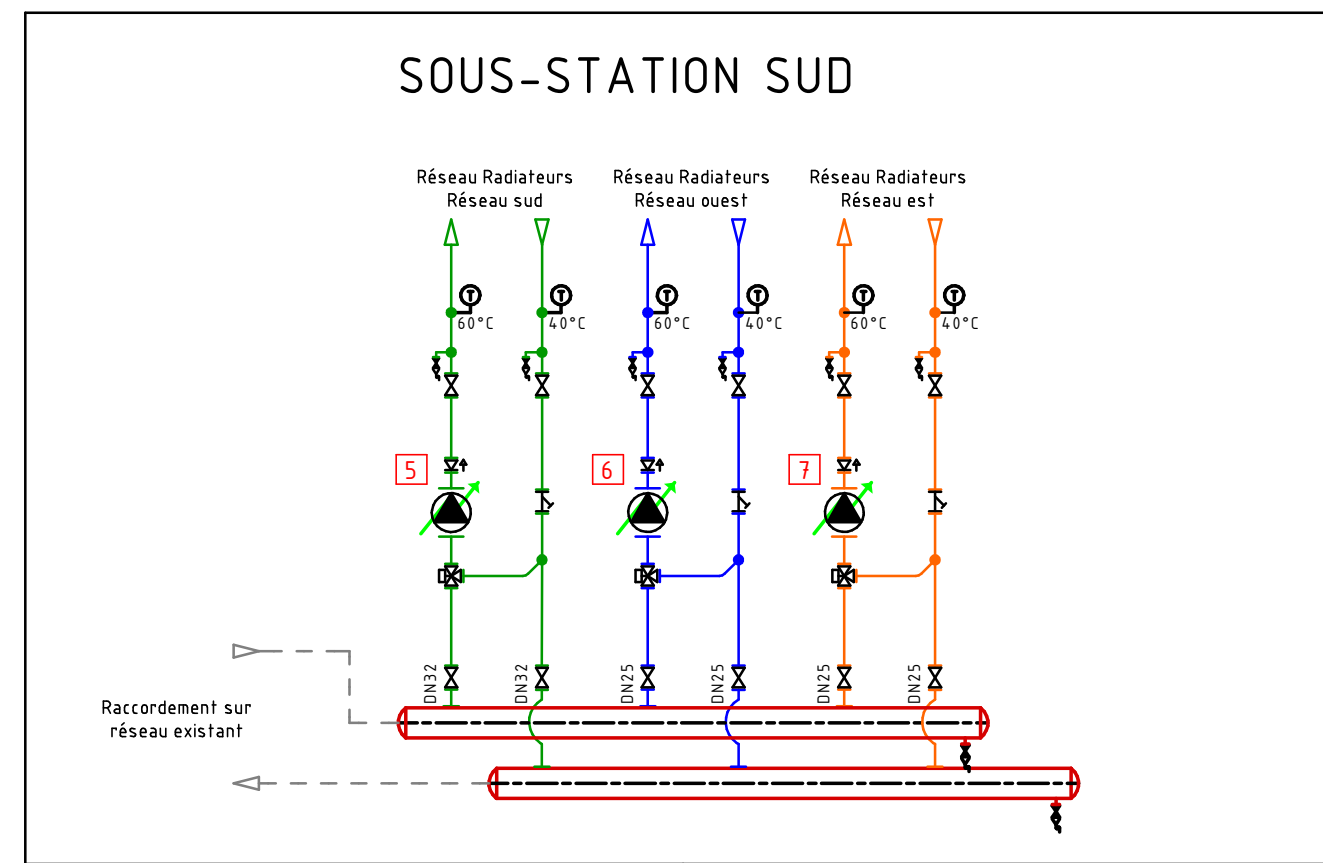 SOUS-STATION SUD
Réseau Radiateurs
Réseau sud
Réseau Radiateurs
Réseau ouest
Réseau Radiateurs
Réseau est
T
T
T
T
T
T
60°C
40°C
60°C
40°C
60°C
40°C
5
6
7
DN32
DN32
DN25
DN25
DN25
DN25
Raccordement sur
réseau existant